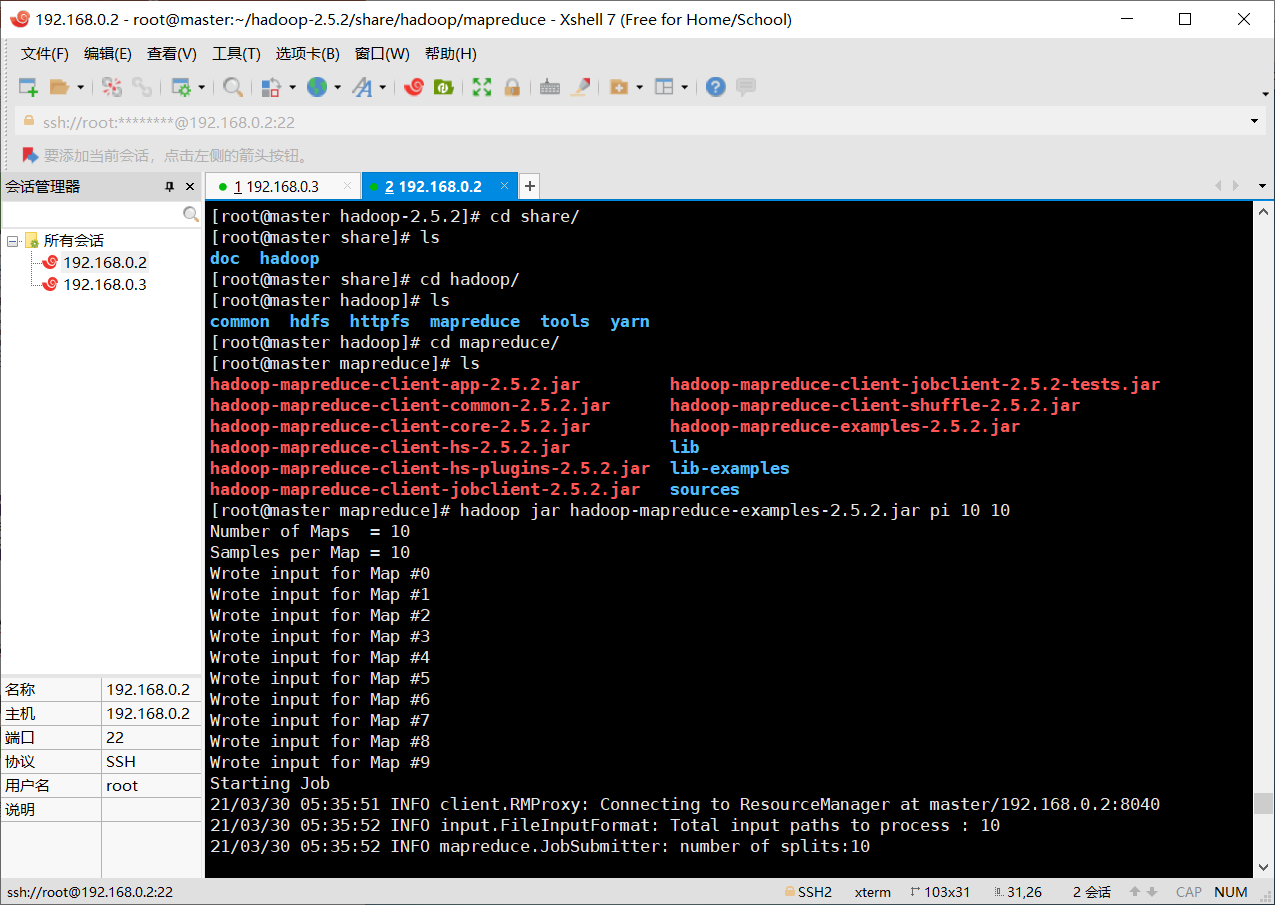 192.168.0.2 - root@master:~/hadoop-2.5.2/share/hadoop/mapreduce - Xshell 7 (Free for Home/School)
文件(F) 编辑(E) 查看(V) 工具(T) 选项卡(B) 窗口(W) 帮助(H)
ssh://root:********@192.168.0.2:22
要添加当前会话，点击左侧的箭头按钮。
会话管理器
1 192.168.0.3
2 192.168.0.2
所有会话
192.168.0.2
192.168.0.3
名称 192.168.0.2
主机 192.168.0.2
端口 22
协议 SSH
用户名 root
说明
[root@master hadoop-2.5.2]# cd share/
[root@master share]# ls
doc  hadoop
[root@master share]# cd hadoop/
[root@master hadoop]# ls
common  hdfs  httpfs  mapreduce  tools  yarn
[root@master hadoop]# cd mapreduce/
[root@master mapreduce]# ls
hadoop-mapreduce-client-app-2.5.2.jar         hadoop-mapreduce-client-jobclient-2.5.2-tests.jar
hadoop-mapreduce-client-common-2.5.2.jar      hadoop-mapreduce-client-shuffle-2.5.2.jar
hadoop-mapreduce-client-core-2.5.2.jar        hadoop-mapreduce-examples-2.5.2.jar
hadoop-mapreduce-client-hs-2.5.2.jar          lib
hadoop-mapreduce-client-hs-plugins-2.5.2.jar  lib-examples
hadoop-mapreduce-client-jobclient-2.5.2.jar   sources
[root@master mapreduce]# hadoop jar hadoop-mapreduce-examples-2.5.2.jar pi 10 10
Number of Maps  = 10
Samples per Map = 10
Wrote input for Map #0
Wrote input for Map #1
Wrote input for Map #2
Wrote input for Map #3
Wrote input for Map #4
Wrote input for Map #5
Wrote input for Map #6
Wrote input for Map #7
Wrote input for Map #8
Wrote input for Map #9
Starting Job
21/03/30 05:35:51 INFO client.RMProxy: Connecting to ResourceManager at master/192.168.0.2:8040
21/03/30 05:35:52 INFO input.FileInputFormat: Total input paths to process : 10
21/03/30 05:35:52 INFO mapreduce.JobSubmitter: number of splits:10
ssh://root@192.168.0.2:22 SSH2 xterm 103x31 31,26 2 会话 CAP NUM